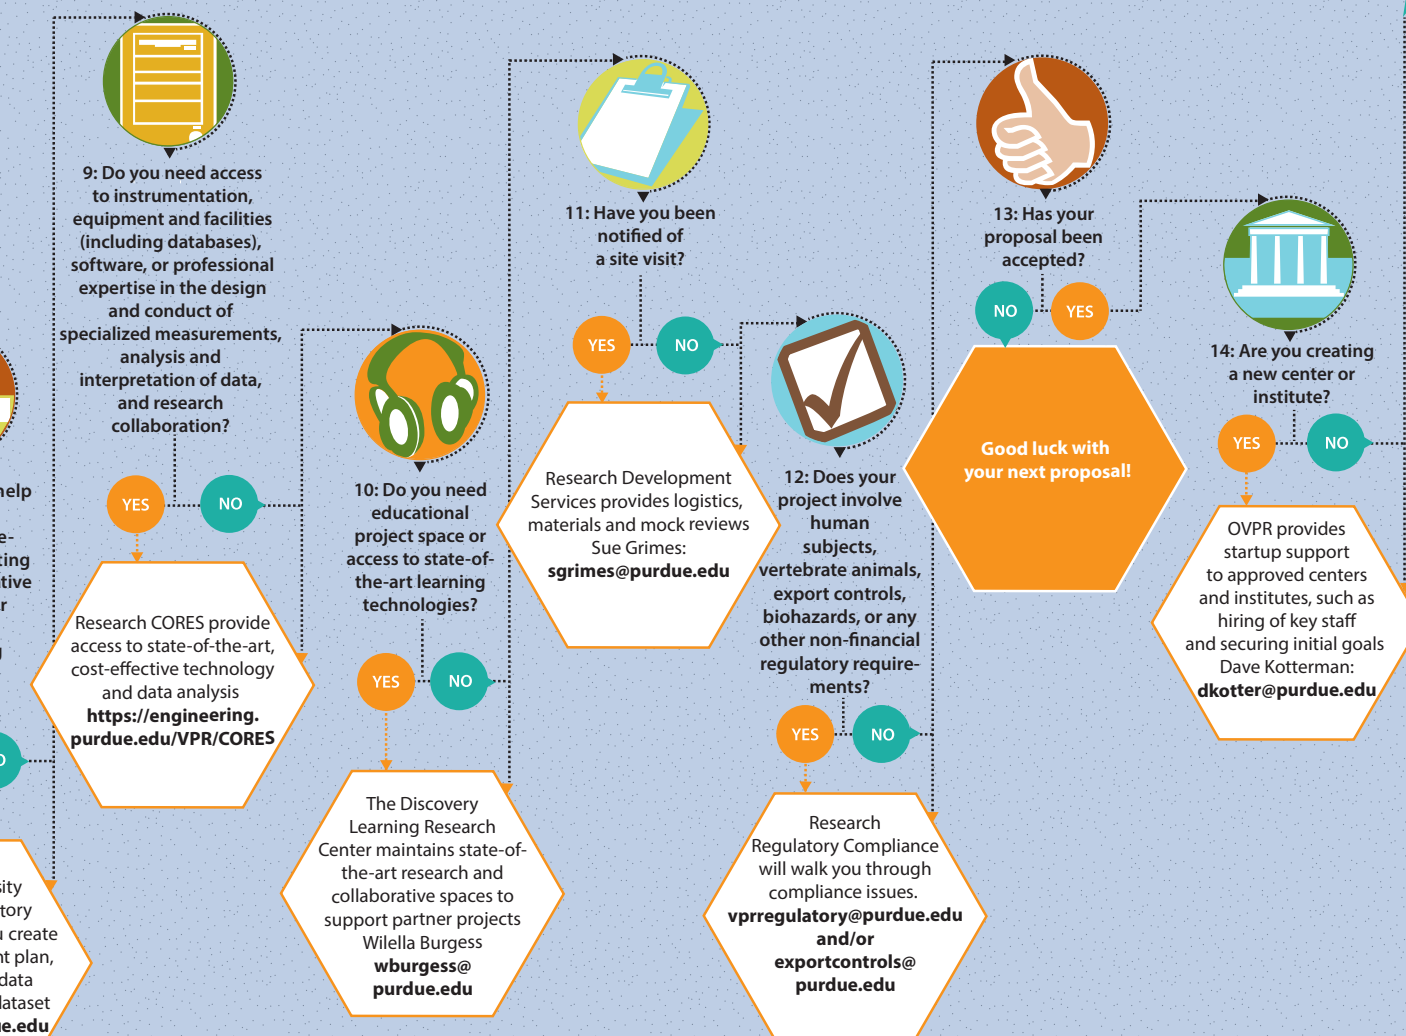 9: Do you need access
to instrumentation,
equipment and facilities
(including databases),
software, or professional
expertise in the design
and conduct of
specialized measurements,
analysis and
interpretation of data,
and research
collaboration?
YES
NO
Research CORES provide
access to state-of-the-art,
cost-effective technology
and data analysis
https://engineering.
purdue.edu/VPR/CORES
10: Do you need
educational
project space or
access to state-of-
the-art learning
technologies?
YES
NO
The Discovery
Learning Research
Center maintains state-of-
the-art research and
collaborative spaces to
support partner projects
Wilella Burgess
wburgess@
purdue.edu
11: Have you been
notified of
a site visit?
YES
NO
Research Development
Services provides logistics,
materials and mock reviews
Sue Grimes:
sgrimes@purdue.edu
12: Does your
project involve
human
subjects,
vertebrate animals,
export controls,
biohazards, or any
other non-financial
regulatory require-
ments?
YES
NO
Research
Regulatory Compliance
will walk you through
compliance issues.
vprregulatory@purdue.edu
and/or
exportcontrols@
purdue.edu
13: Has your
proposal been
accepted?
NO
YES
Good luck with
your next proposal!
14: Are you creating
a new center or
institute?
YES
NO
OVPR provides
startup support
to approved centers
and institutes, such as
hiring of key staff
and securing initial goals
Dave Kotterman:
dkotter@purdue.edu
help
create
plan,
data
dataset